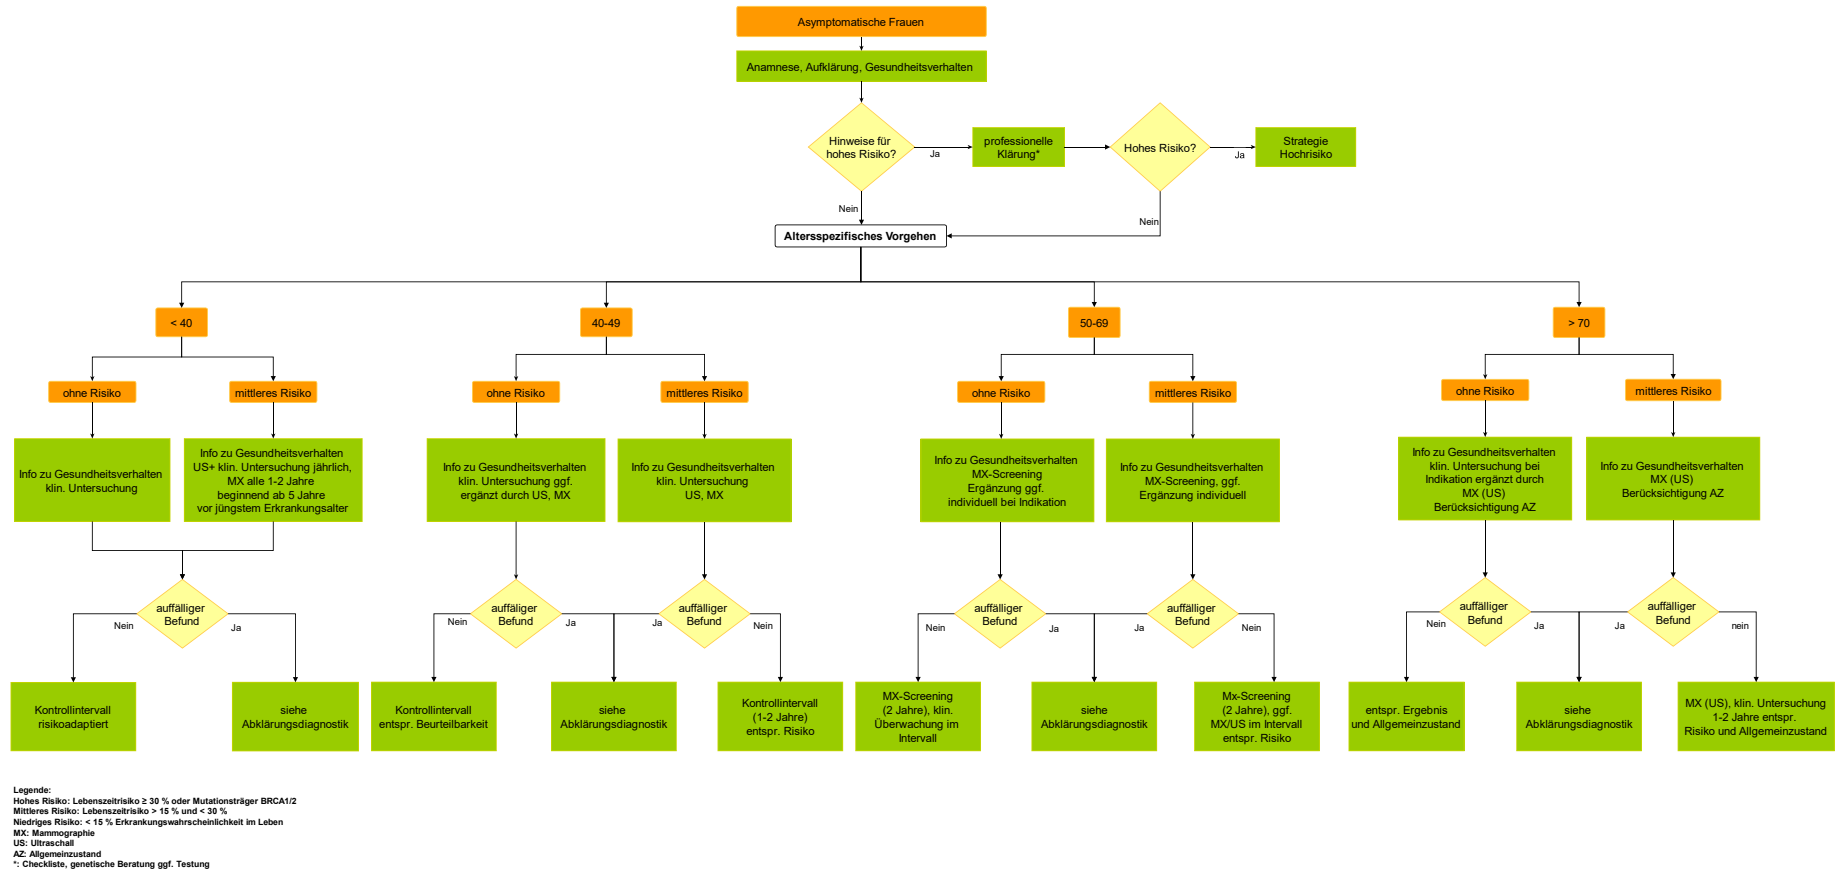 Asymptomatische Frauen
Anamnese, Aufklärung, Gesundheitsverhalten
Hinweise für
hohes Risiko?
Ja
professionelle
Klärung*
Hohes Risiko?
Ja
Strategie
Hochrisiko
Nein
Nein
Altersspezifisches Vorgehen
< 40
40-49
50-69
> 70
ohne Risiko
mittleres Risiko
ohne Risiko
mittleres Risiko
ohne Risiko
mittleres Risiko
ohne Risiko
mittleres Risiko
Info zu Gesundheitsverhalten
klin. Untersuchung
Info zu Gesundheitsverhalten
US+ klin. Untersuchung jährlich,
MX alle 1-2 Jahre
beginnend ab 5 Jahre
vor jüngstem Erkrankungsalter
Info zu Gesundheitsverhalten
klin. Untersuchung ggf.
ergänzt durch US, MX
Info zu Gesundheitsverhalten
klin. Untersuchung
US, MX
Info zu Gesundheitsverhalten
MX-Screening
Ergänzung ggf.
individuell bei Indikation
Info zu Gesundheitsverhalten
MX-Screening, ggf.
Ergänzung individuell
Info zu Gesundheitsverhalten
klin. Untersuchung bei
Indikation ergänzt durch
MX (US)
Berücksichtigung AZ
Info zu Gesundheitsverhalten
MX (US)
Berücksichtigung AZ
auffälliger
Befund
Nein
Ja
auffälliger
Befund
Nein
Ja
auffälliger
Befund
Ja
Nein
auffälliger
Befund
Nein
Ja
auffälliger
Befund
Ja
Nein
auffälliger
Befund
Nein
Ja
auffälliger
Befund
Ja
nein
Kontrollintervall
risikoadaptiert
siehe
Abklärungsdiagnostik
Kontrollintervall
entspr. Beurteilbarkeit
siehe
Abklärungsdiagnostik
Kontrollintervall
(1-2 Jahre)
entspr. Risiko
MX-Screening
(2 Jahre), klin.
Überwachung im
Intervall
siehe
Abklärungsdiagnostik
Mx-Screening
(2 Jahre), ggf.
MX/US im Intervall
entspr. Risiko
entspr. Ergebnis
und Allgemeinzustand
siehe
Abklärungsdiagnostik
MX (US), klin. Untersuchung
1-2 Jahre entspr.
Risiko und Allgemeinzustand
Legende:
Hohes Risiko: Lebenszeitrisiko ≥ 30 % oder Mutationsträger BRCA1/2
Mittleres Risiko: Lebenszeitrisiko > 15 % und < 30 %
Niedriges Risiko: < 15 % Erkrankungswahrscheinlichkeit im Leben
MX: Mammographie
US: Ultraschall
AZ: Allgemeinzustand
*: Checkliste, genetische Beratung ggf. Testung